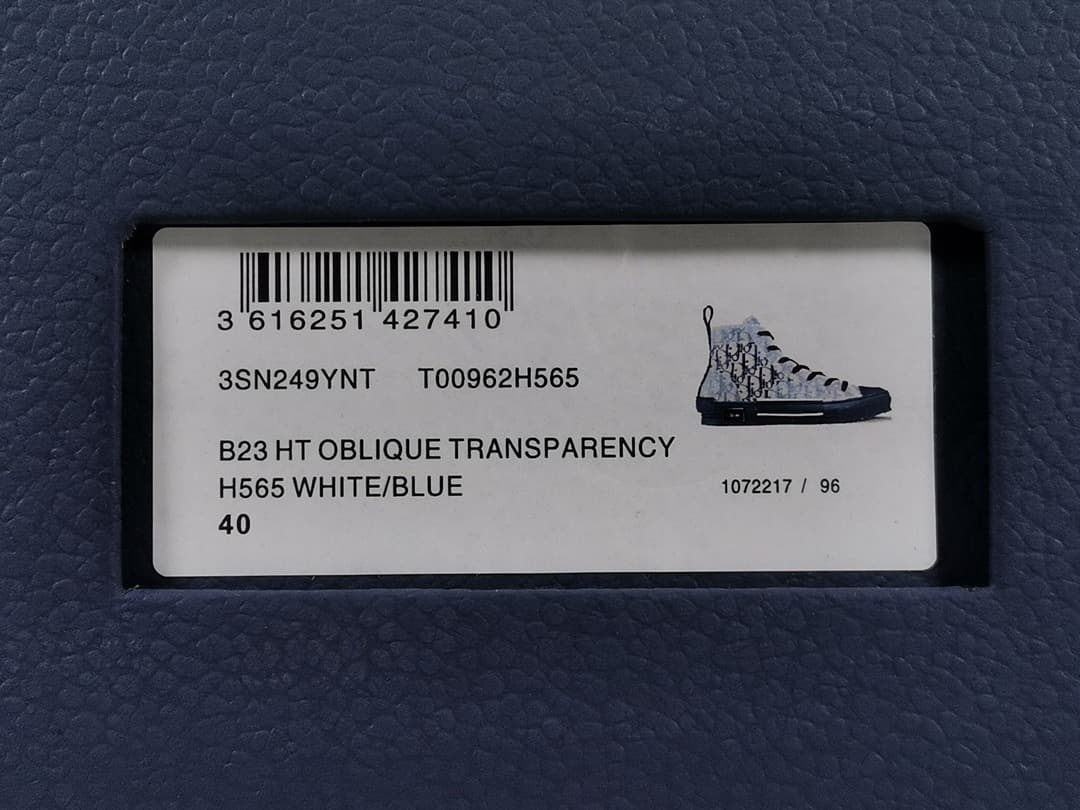 3 616251 427410
3SN249YNT T00962H565
B23 HT OBLIQUE TRANSPARENCY
H565 WHITE/BLUE
1072217 / 96
40